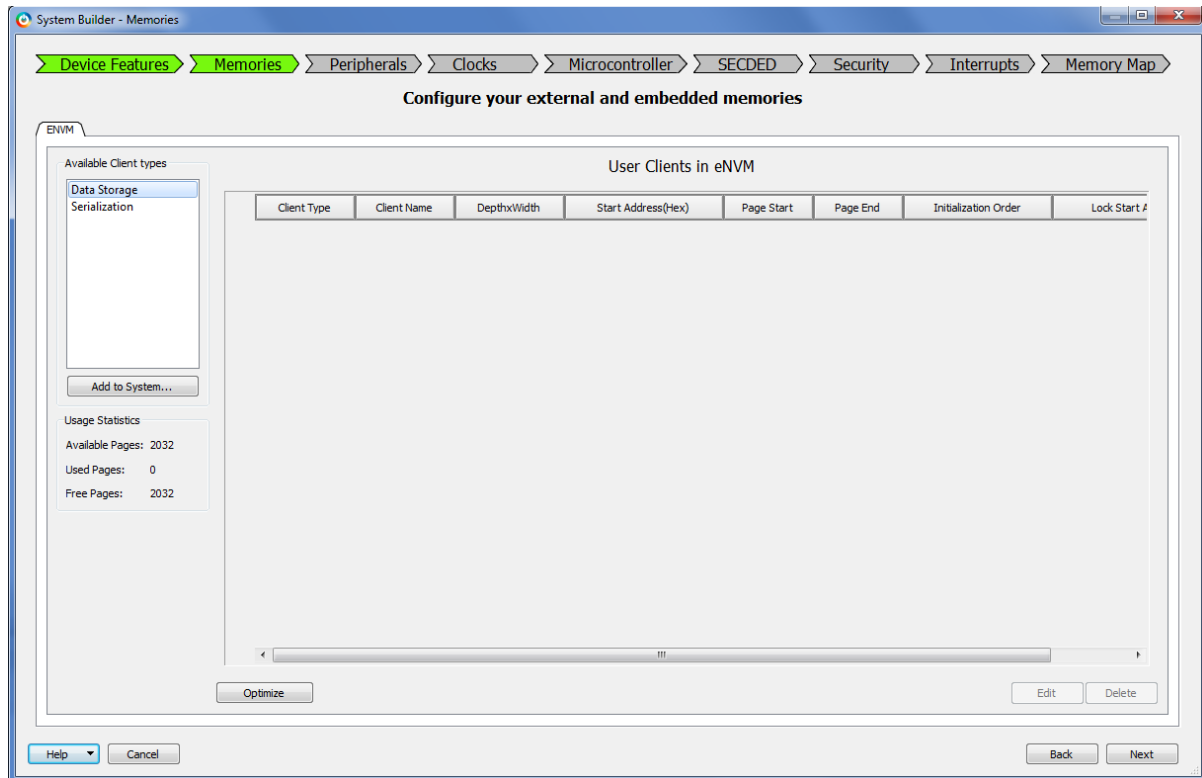 System Builder - Memories
Device Features Memories Peripherals Clocks Microcontroller SECDED Security Interrupts Memory Map
Configure your external and embedded memories
ENVM
Available Client types
Data Storage
Serialization
Add to System...
Usage Statistics
Available Pages: 2032
Used Pages: 0
Free Pages: 2032
User Clients in eNVM
Client Type Client Name DepthxWidth Start Address(Hex) Page Start Page End Initialization Order Lock Start A
Optimize Edit Delete
Help Cancel Back Next